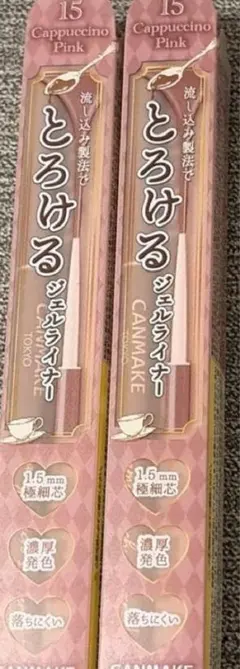 15
Cappuccino
Pink
流し込み製法で
とろける
ジェルライナー
CANMAKE
TOKYO
1.5mm
極細芯
濃厚
発色
落ちにくい
CANMAKE
15
Cappuccino
Pink
流し込み製法で
とろける
ジェルライナー
CANMAKE
TOKYO
1.5mm
極細芯
濃厚
発色
落ちにくい
CANMAKE